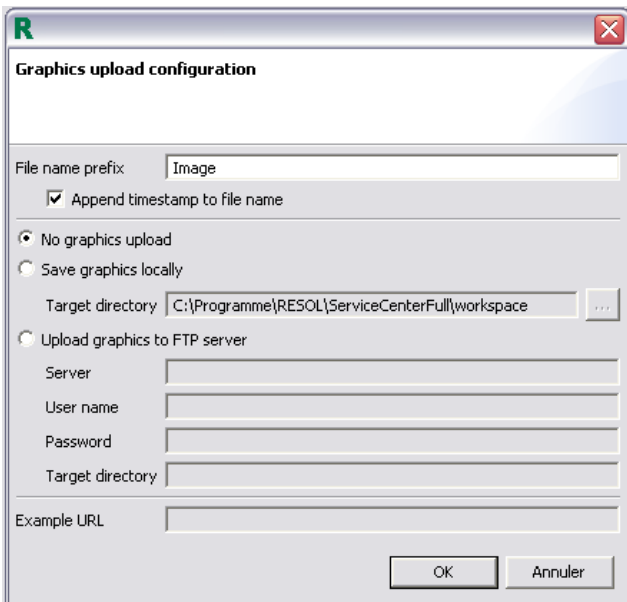 R
Graphics upload configuration
File name prefix Image
Append timestamp to file name
No graphics upload
Save graphics locally
Target directory C:\Programme\RESOL\ServiceCenterFull\workspace ...
Upload graphics to FTP server
Server
User name
Password
Target directory
Example URL
OK Annuler